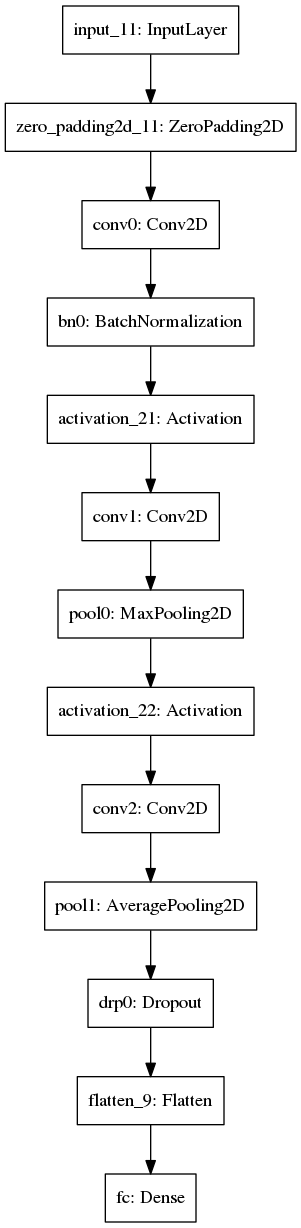 input_11: InputLayer
zero_padding2d_11: ZeroPadding2D
conv0: Conv2D
bn0: BatchNormalization
activation_21: Activation
conv1: Conv2D
pool0: MaxPooling2D
activation_22: Activation
conv2: Conv2D
pool1: AveragePooling2D
drp0: Dropout
flatten_9: Flatten
fc: Dense